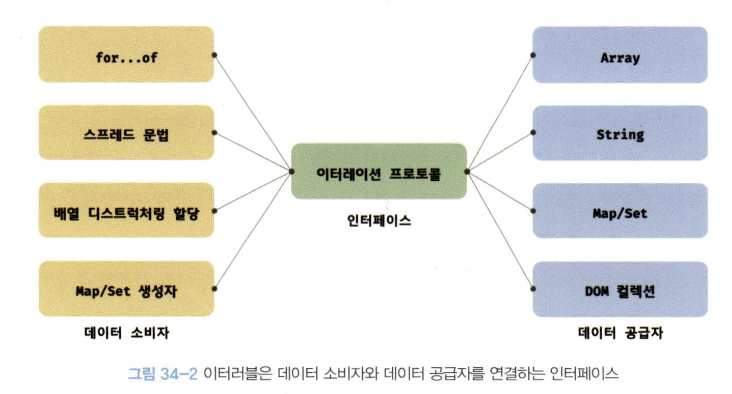 for...of
스프레드 문법
배열 디스트럭처링 할당
Map/Set 생성자
데이터 소비자
이터레이션 프로토콜
인터페이스
Array
String
Map/Set
DOM 컬렉션
데이터 공급자
그림 34-2 이터러블은 데이터 소비자와 데이터 공급자를 연결하는 인터페이스